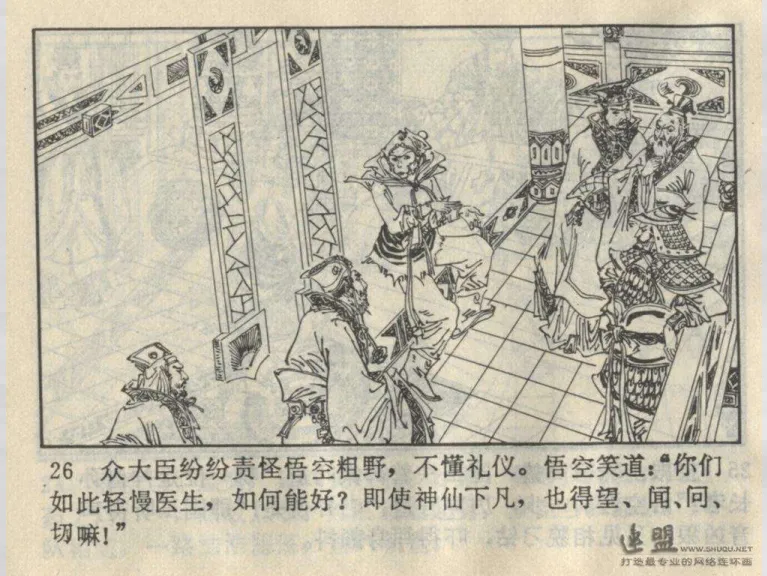 26 众大臣纷纷责怪悟空粗野，不懂礼仪。悟空笑道：“你们
如此轻慢医生，如何能好？即使神仙下凡，也得望、闻、问、
切嘛！”
连盟 WWW.SHUQU.NET
打造最专业的网络连环画